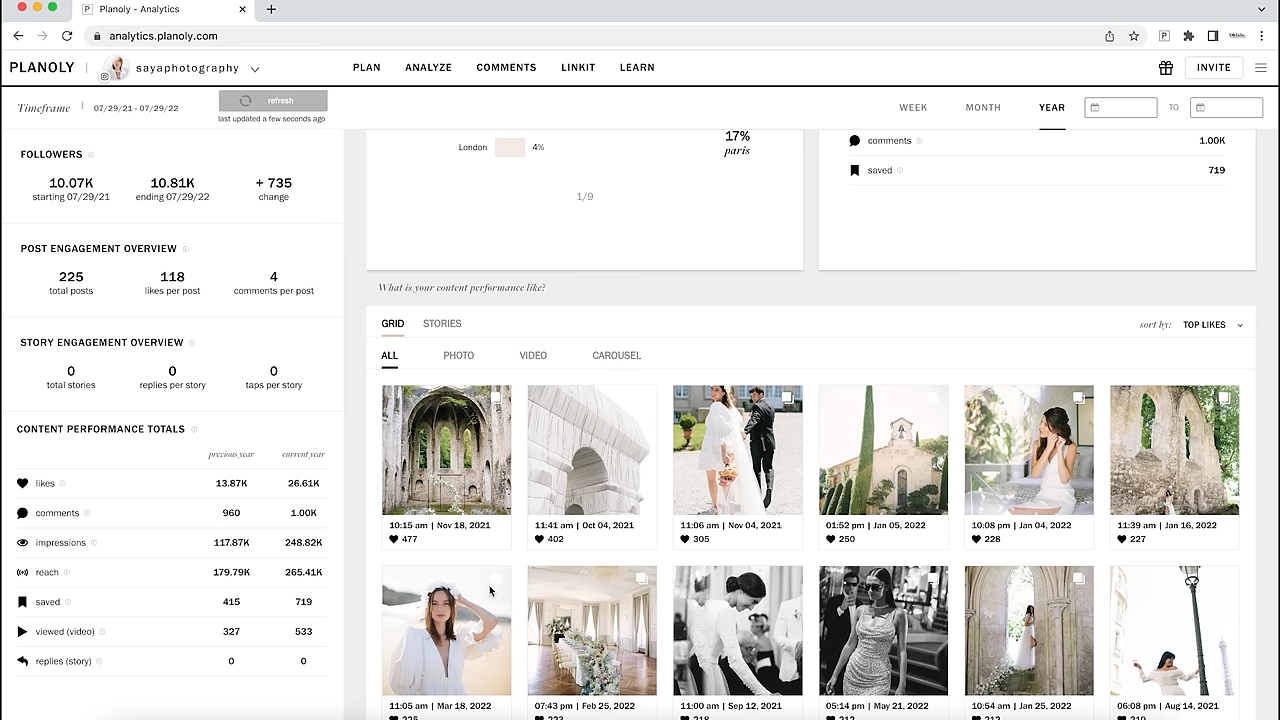 Planoly - Analytics
analytics.planoly.com
PLANOLY | sayaphotography
PLAN ANALYZE COMMENTS LINKIT LEARN
INVITE
Timeframe | 07/29/21 - 07/29/22
refresh
last updated a few seconds ago
WEEK MONTH YEAR TO
FOLLOWERS
10.07K 10.81K + 735
starting 07/29/21 ending 07/29/22 change
POST ENGAGEMENT OVERVIEW
225 118 4
total posts likes per post comments per post
STORY ENGAGEMENT OVERVIEW
0 0 0
total stories replies per story taps per story
CONTENT PERFORMANCE TOTALS
previous year current year
likes 13.87K 26.61K
comments 960 1.00K
impressions 117.87K 248.82K
reach 179.79K 265.41K
saved 415 719
viewed (video) 327 533
replies (story) 0 0
London 4%
17%
paris
1/9
comments 1.00K
saved 719
What is your content performance like?
GRID STORIES
sort by: TOP LIKES
ALL PHOTO VIDEO CAROUSEL
10:15 am | Nov 18, 2021
477
11:41 am | Oct 04, 2021
402
11:06 am | Nov 04, 2021
305
01:52 pm | Jan 05, 2022
250
10:08 pm | Jan 04, 2022
228
11:39 am | Jan 16, 2022
227
11:05 am | Mar 18, 2022
07:43 pm | Feb 25, 2022
11:00 am | Sep 12, 2021
05:14 pm | May 21, 2022
10:54 am | Jan 25, 2022
06:08 pm | Aug 14, 2021